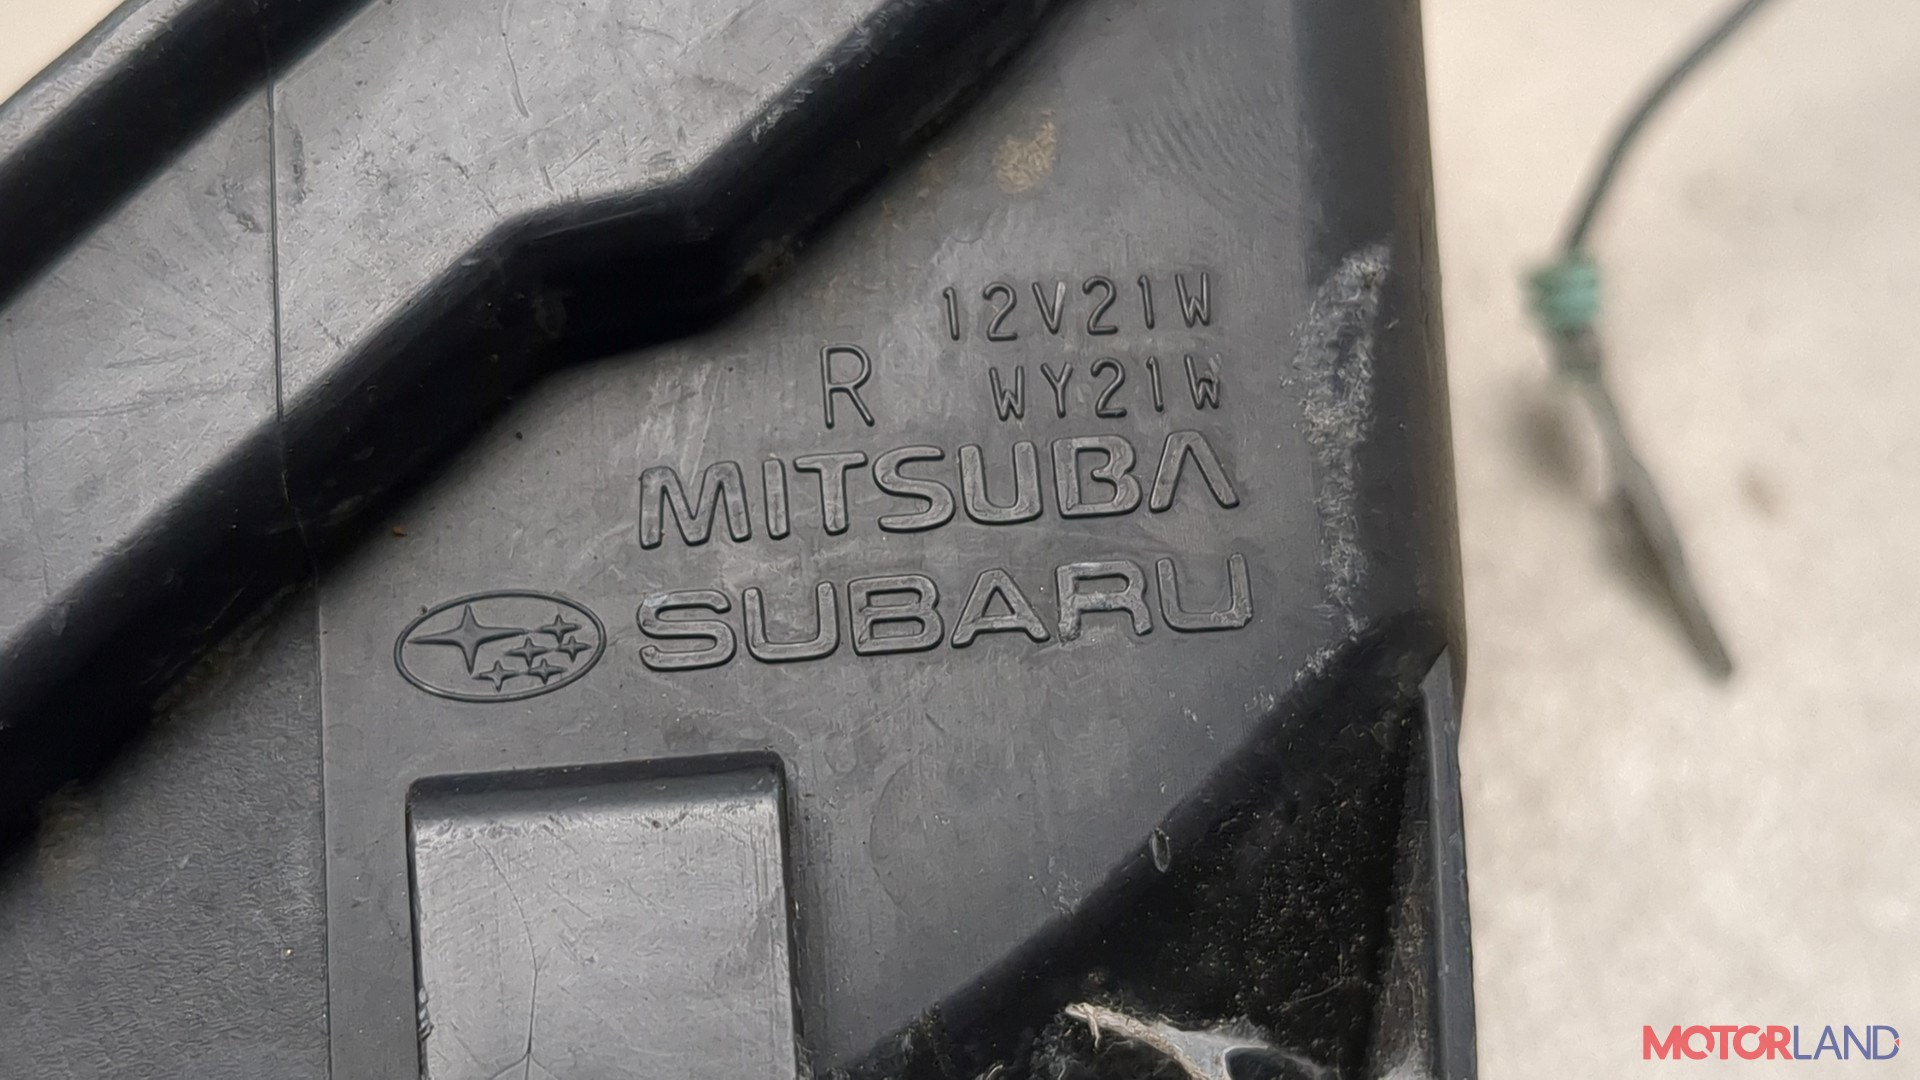 12V21W
R WY21W
MITSUBA
SUBARU
MOTORLAND